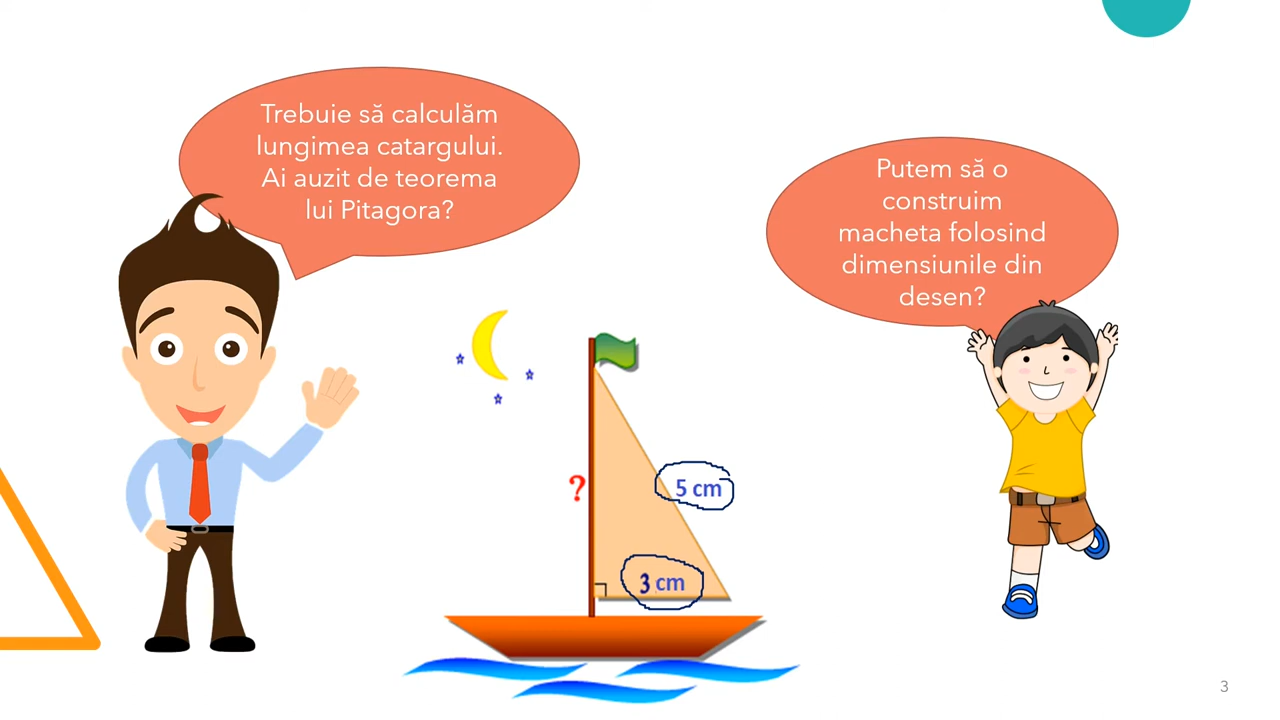 Trebuie să calculăm
lungimea catargului.
Ai auzit de teorema
lui Pitagora?
Putem să o
construim
macheta folosind
dimensiunile din
desen?
?
5 cm
3 cm
3